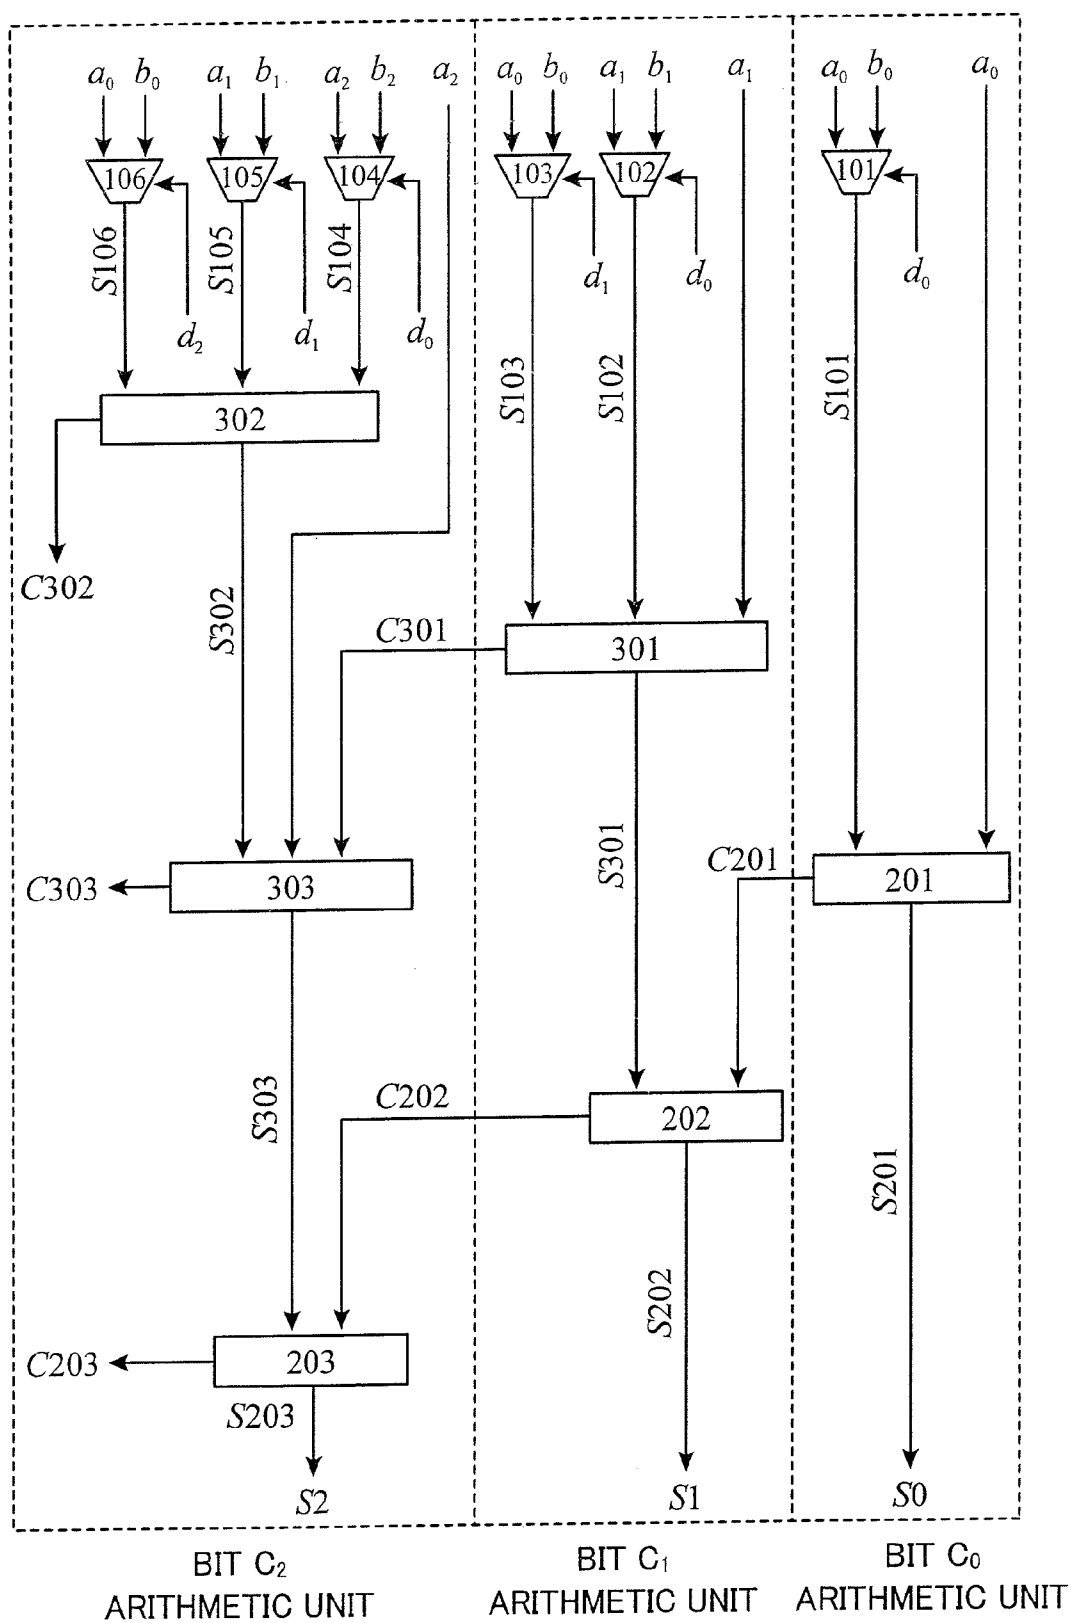 a₀ b₀ a₁ b₁ a₂ b₂ a₂ a₀ b₀ a₁ b₁ a₁ a₀ b₀ a₀
106 105 104 103 102 101
S106 S105 S104
d₁ d₀ d₀
d₂ d₁ d₀
S103 S102 S101
302
C302
S302
C301 301
C303 303 S301 C201 201
S303 C202 202
S201
S202
C203 203
S203
S2 S1 S0
BIT C₂ ARITHMETIC UNIT
BIT C₁ ARITHMETIC UNIT
BIT C₀ ARITHMETIC UNIT